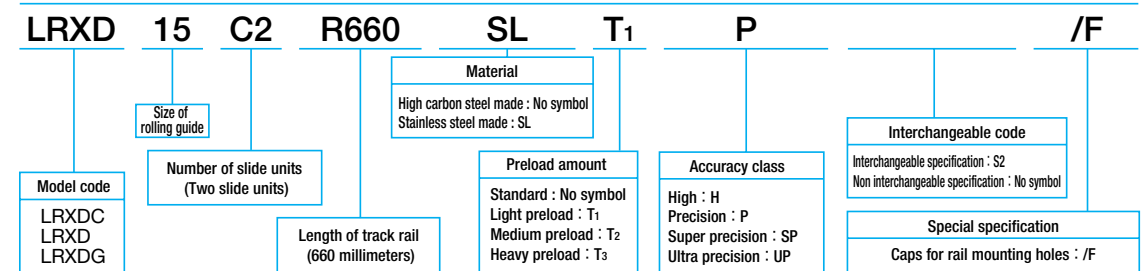 LRXD 15 C2 R660 SL T1 P /F
Size of
rolling guide
Material
High carbon steel made : No symbol
Stainless steel made : SL
Interchangeable code
Interchangeable specification : S2
Non interchangeable specification : No symbol
Number of slide units
(Two slide units)
Preload amount
Standard : No symbol
Light preload : T1
Medium preload : T2
Heavy preload : T3
Accuracy class
High : H
Precision : P
Super precision : SP
Ultra precision : UP
Model code
LRXDC
LRXD
LRXDG
Length of track rail
(660 millimeters)
Special specification
Caps for rail mounting holes : /F